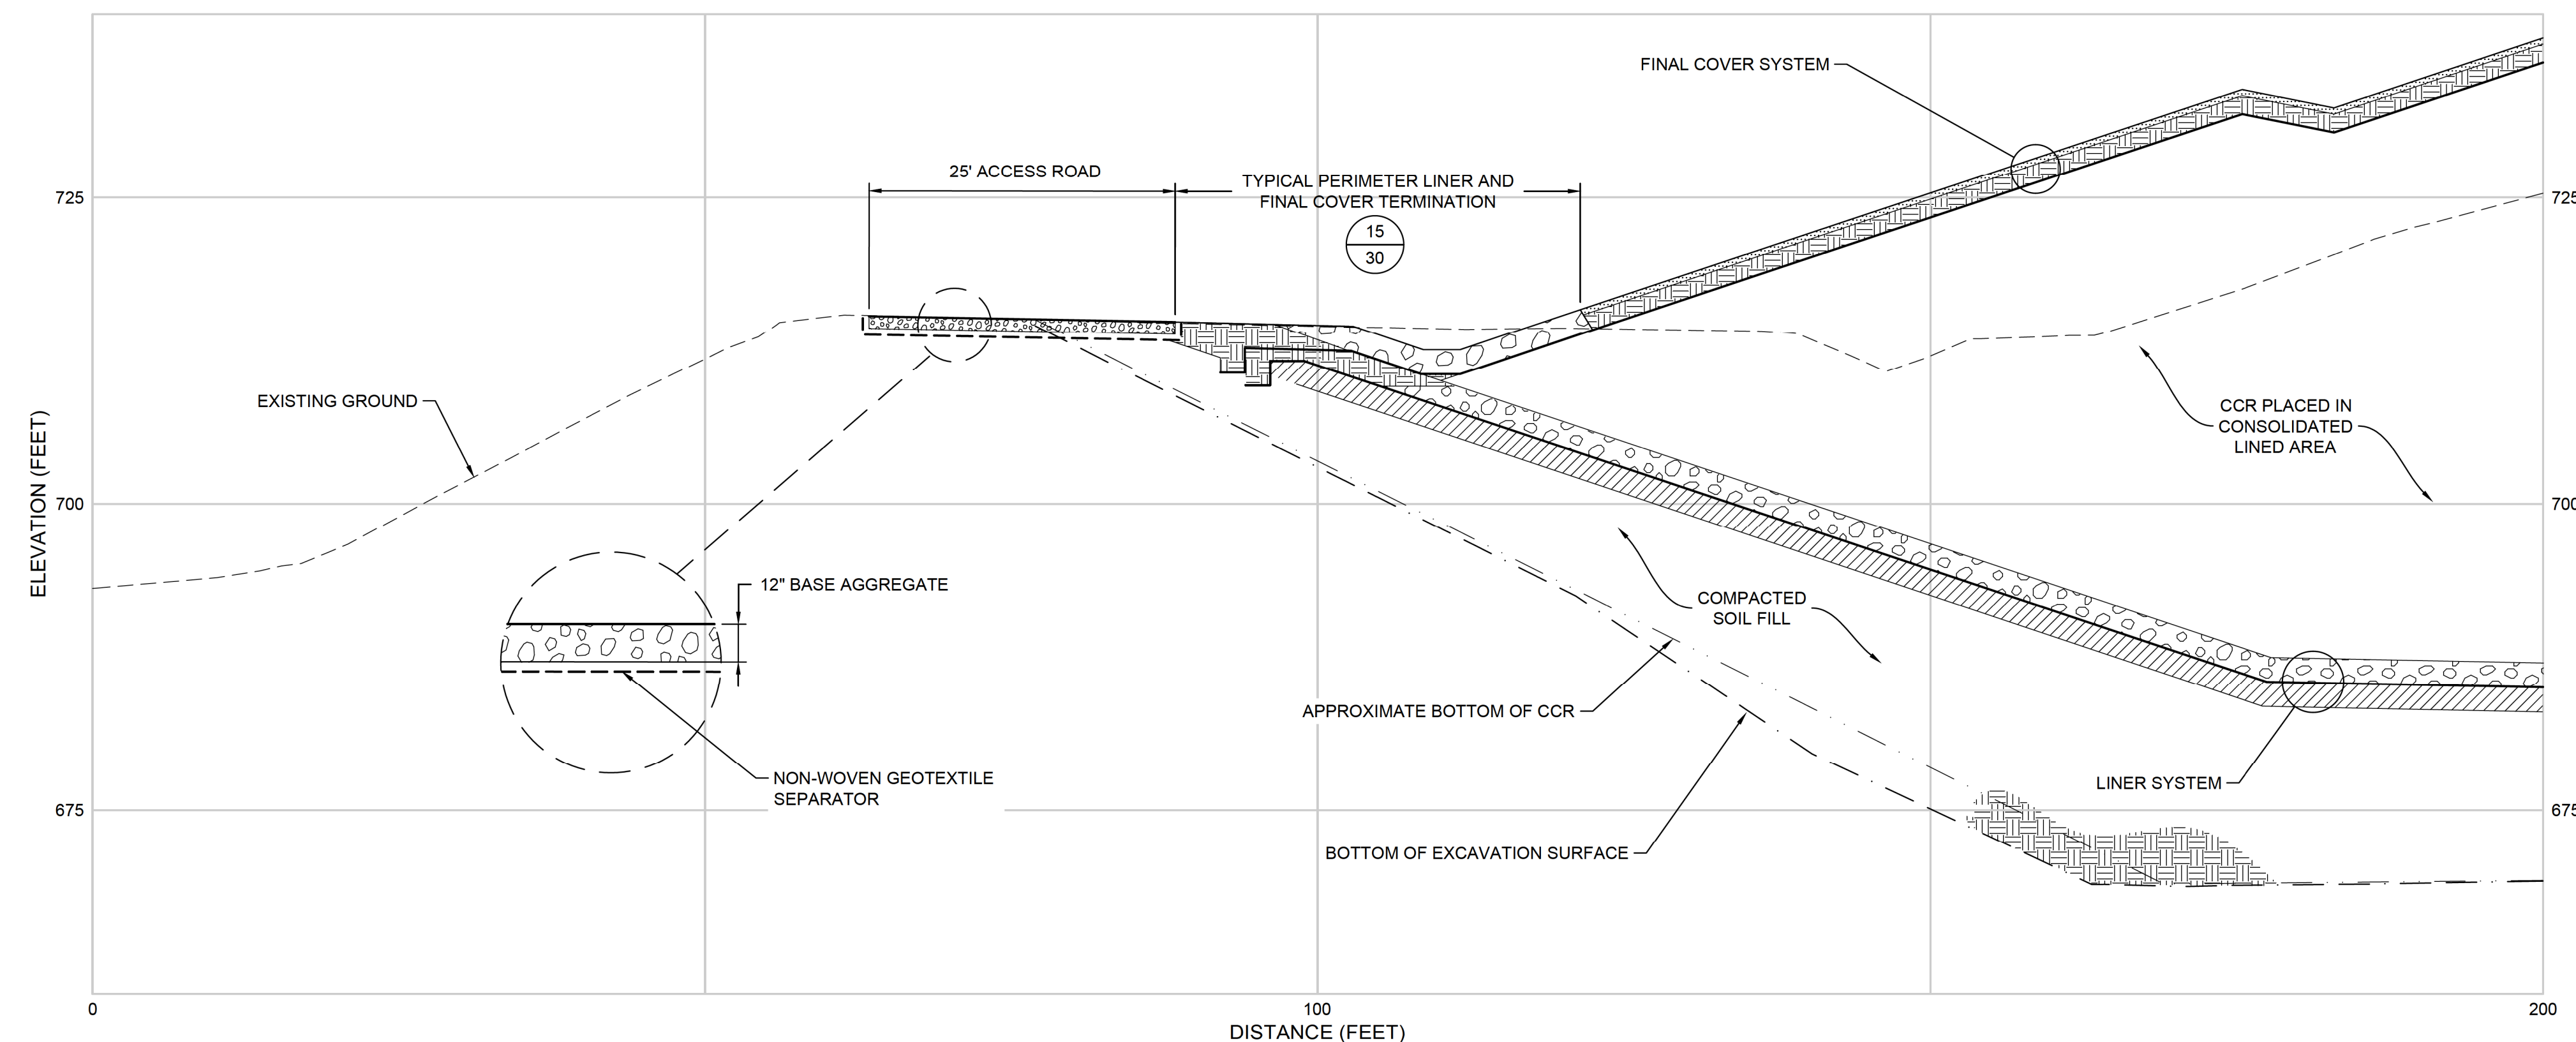 FINAL COVER SYSTEM
25' ACCESS ROAD
TYPICAL PERIMETER LINER AND
FINAL COVER TERMINATION
15
30
725
725
EXISTING GROUND
CCR PLACED IN
CONSOLIDATED
LINED AREA
ELEVATION (FEET)
700
700
12" BASE AGGREGATE
COMPACTED
SOIL FILL
APPROXIMATE BOTTOM OF CCR
NON-WOVEN GEOTEXTILE
SEPARATOR
LINER SYSTEM
675
675
BOTTOM OF EXCAVATION SURFACE
0
100
200
DISTANCE (FEET)